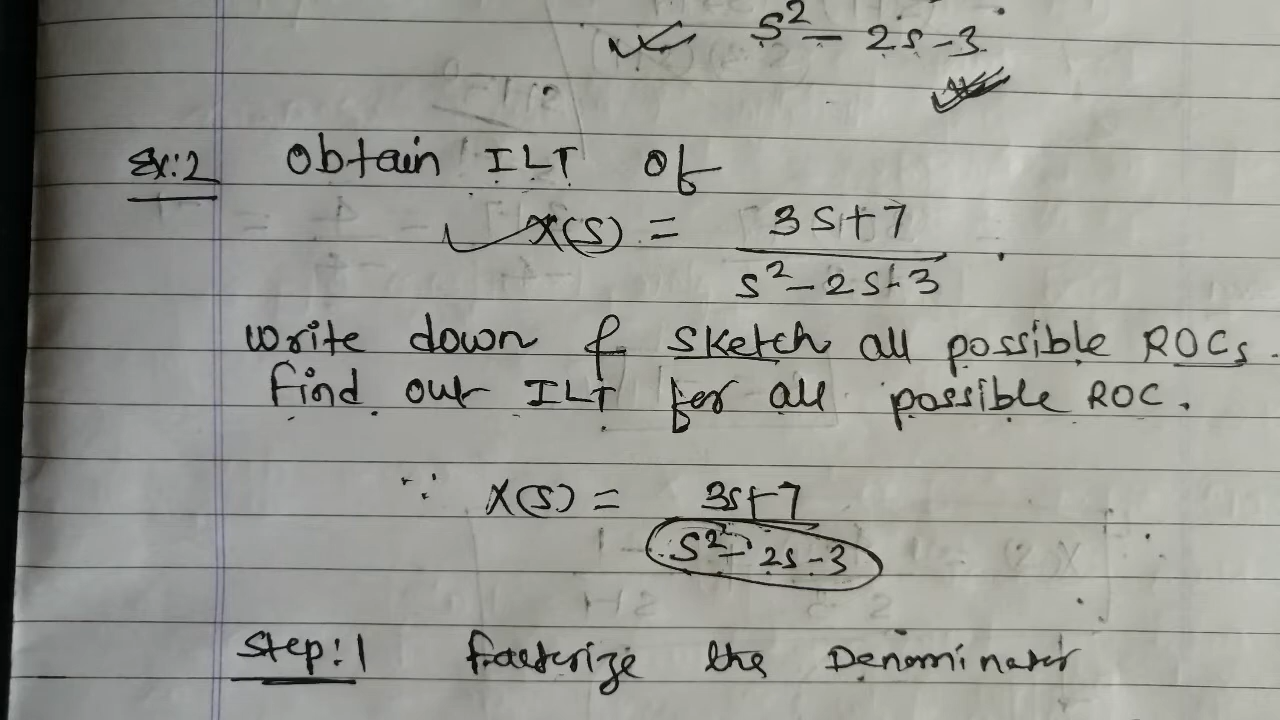 S² - 2s - 3
Ex:2 Obtain ILT of
X(s) = 3s+7 / s² - 2s-3
Write down & sketch all possible ROCs.
Find out ILT for all possible ROC.
∵ X(s) = 3s+7 / s² - 2s - 3
Step:1 Factorize the Denominator